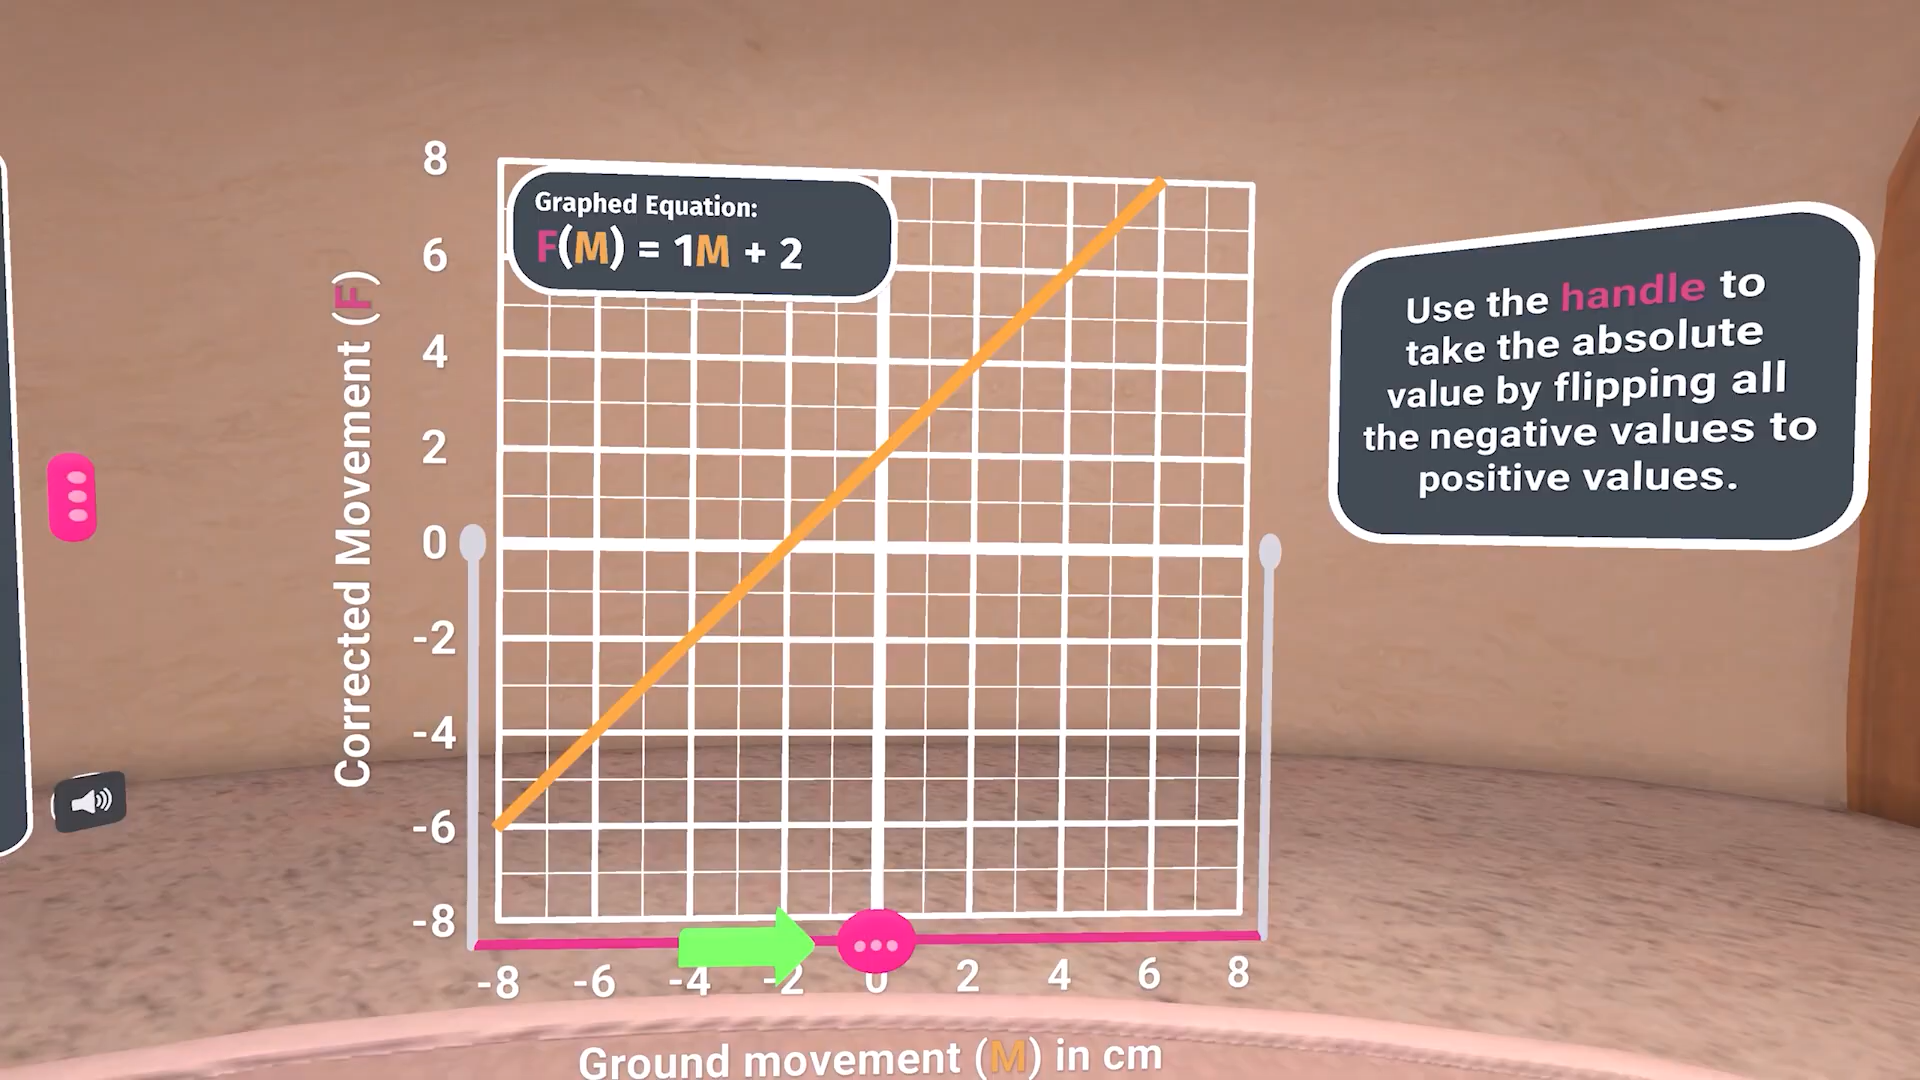 Graphed Equation:
F(M) = 1M + 2
Use the handle to
take the absolute
value by flipping all
the negative values to
positive values.
Corrected Movement (F)
8
6
4
2
0
-2
-4
-6
-8
-8 -6 -4 -2 0 2 4 6 8
Ground movement (M) in cm